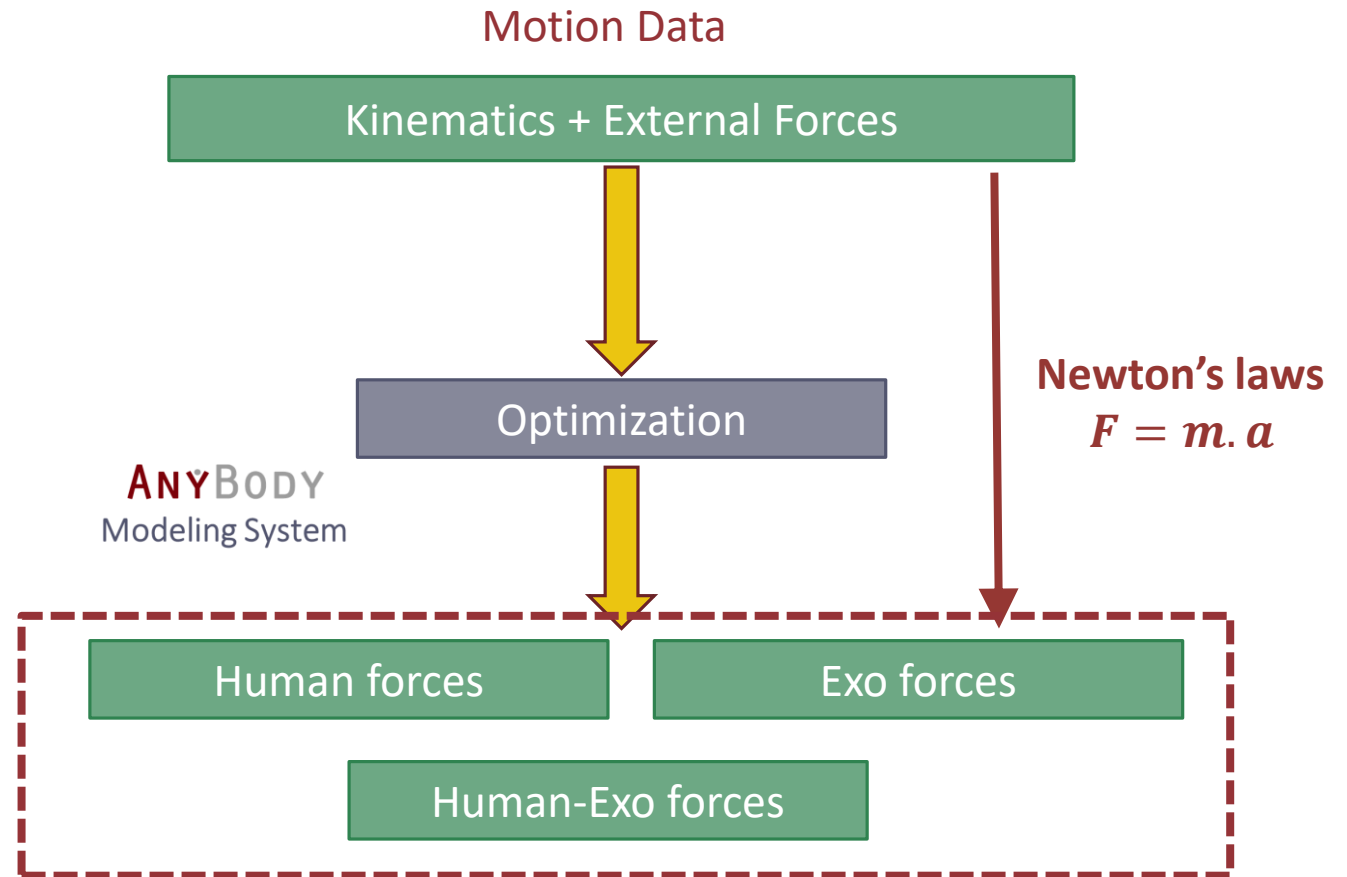 Motion Data
Kinematics + External Forces
Newton's laws
F = m. a
Optimization
ANYBODY
Modeling System
Human forces
Exo forces
Human-Exo forces